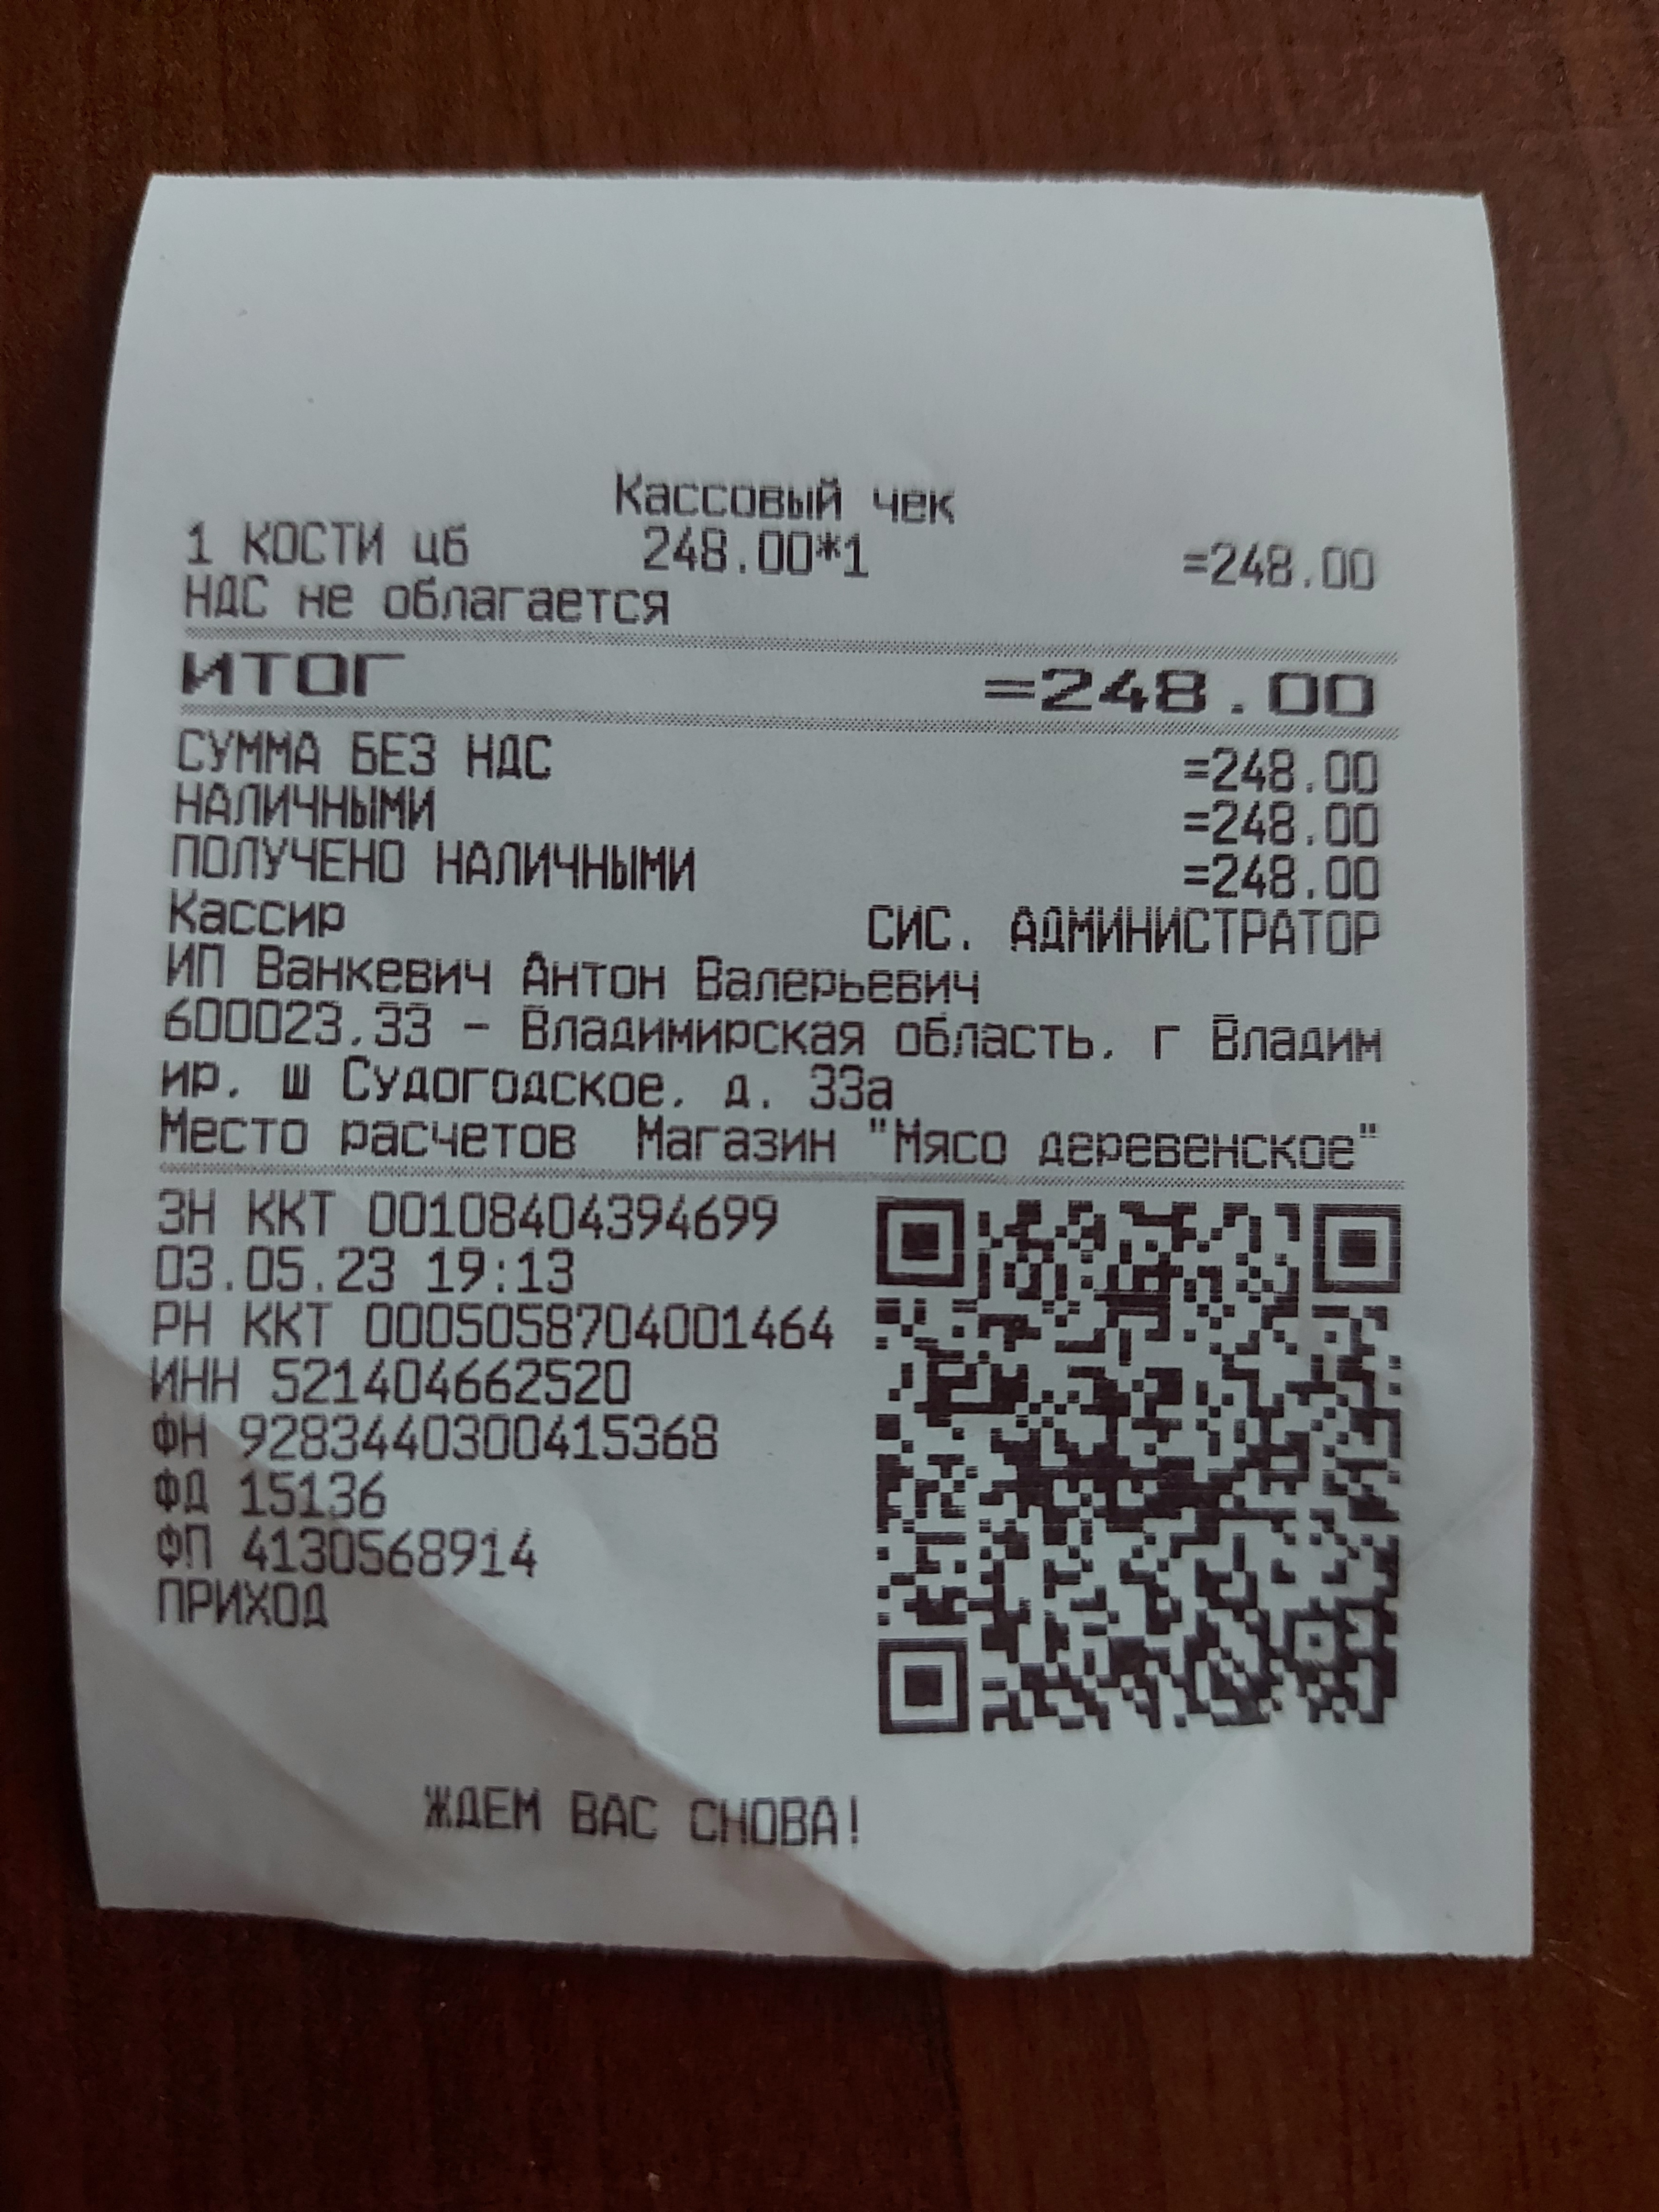 Кассовый чек
1 КОСТИ цб 248.00*1 =248.00
НДС не облагается
ИТОГ =248.00
СУММА БЕЗ НДС =248.00
НАЛИЧНЫМИ =248.00
ПОЛУЧЕНО НАЛИЧНЫМИ =248.00
Кассир СИС. АДМИНИСТРАТОР
ИП Ванкевич Антон Валерьевич
600023,33 - Владимирская область, г Владим
ир, ш Судогодское, д. 33а
Место расчетов Магазин "Мясо деревенское"
ЗН ККТ 00108404394699
03.05.23 19:13
РН ККТ 0005058704001464
ИНН 521404662520
ФН 9283440300415368
ФД 15136
ФП 4130568914
ПРИХОД
ЖДЕМ ВАС СНОВА!